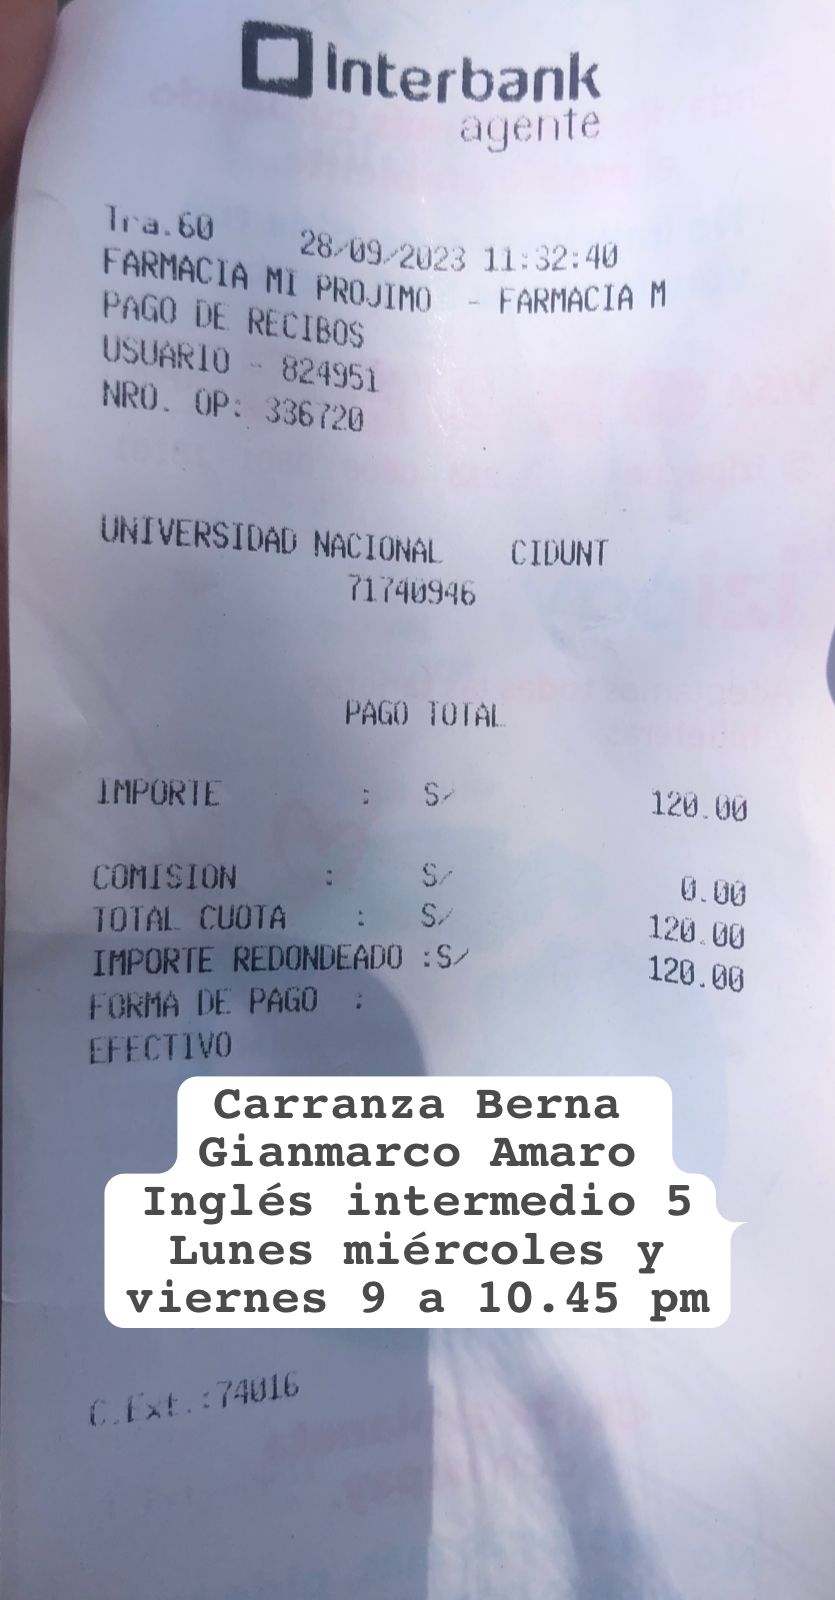 Interbank
agente
Tra.60 28/09/2023 11:32:40
FARMACIA MI PROJIMO - FARMACIA M
PAGO DE RECIBOS
USUARIO - 824951
NRO. OP: 336720
UNIVERSIDAD NACIONAL CIDUNT
71740946
PAGO TOTAL
IMPORTE : S/ 120.00
COMISION : S/ 0.00
TOTAL CUOTA : S/ 120.00
IMPORTE REDONDEADO :S/ 120.00
FORMA DE PAGO :
EFECTIVO
Carranza Berna
Gianmarco Amaro
Inglés intermedio 5
Lunes miércoles y
viernes 9 a 10.45 pm
C.Ext.:74016